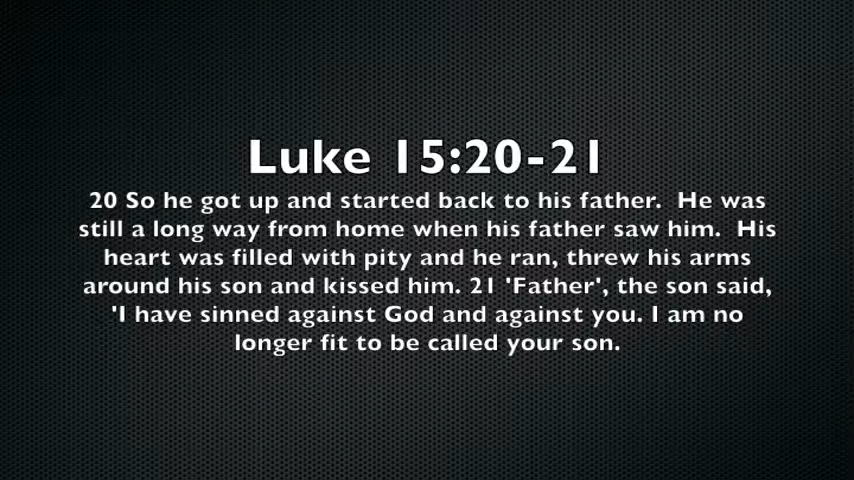 Luke 15:20-21
20 So he got up and started back to his father.  He was
still a long way from home when his father saw him.  His
heart was filled with pity and he ran, threw his arms
around his son and kissed him. 21 'Father', the son said,
'I have sinned against God and against you. I am no
longer fit to be called your son.